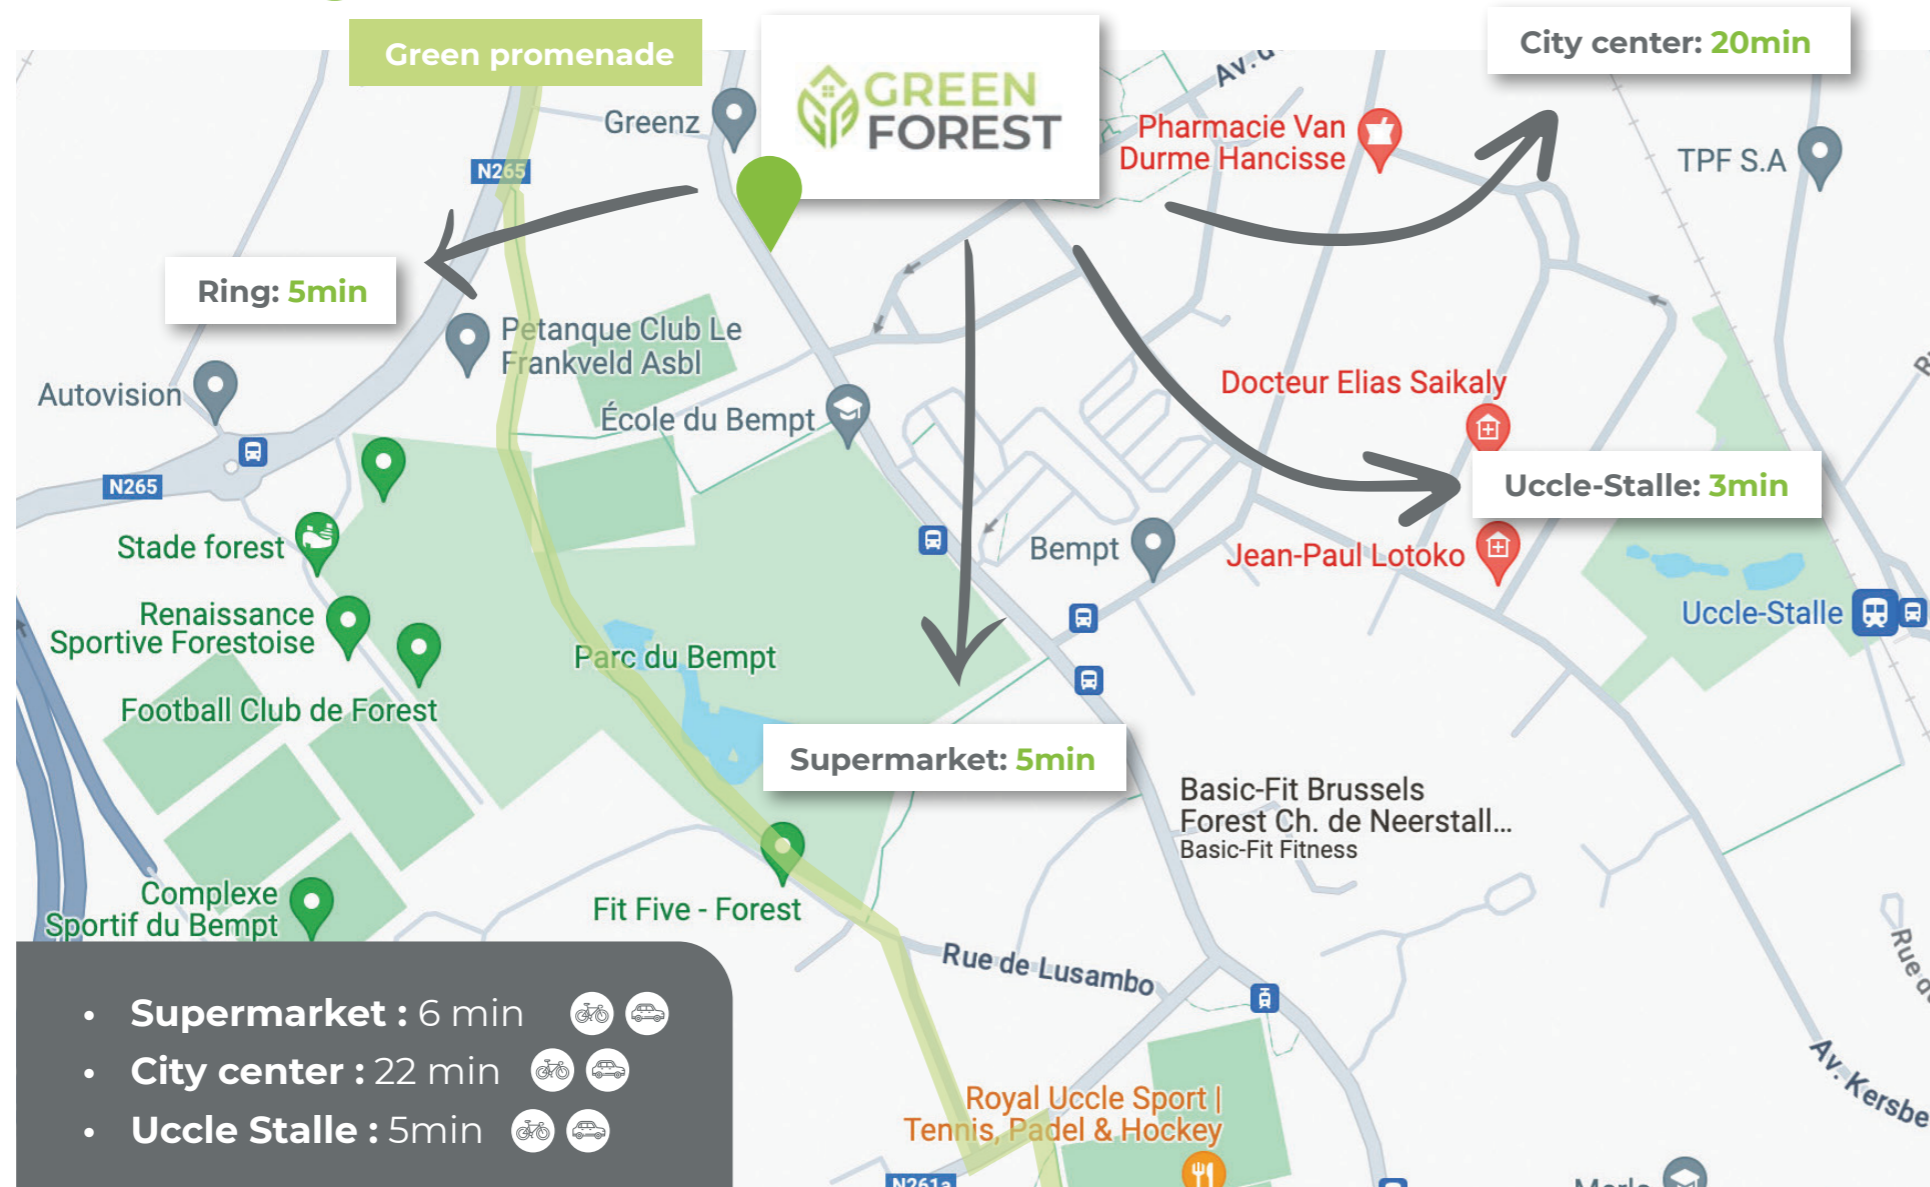 Green promenade
GREEN
FOREST
City center: 20min
Greenz
Pharmacie Van
Durme Hancisse
TPF S.A
N265
Ring: 5min
Petanque Club Le
Frankveld Asbl
Autovision
École du Bempt
Docteur Elias Saikaly
N265
Uccle-Stalle: 3min
Stade forest
Bempt
Jean-Paul Lotoko
Renaissance
Sportive Forestoise
Uccle-Stalle
Parc du Bempt
Football Club de Forest
Supermarket: 5min
Basic-Fit Brussels
Forest Ch. de Neerstall...
Basic-Fit Fitness
Complexe
Sportif du Bempt
Fit Five - Forest
Rue de Lusambo
Rue
Av. Kersbe
• Supermarket : 6 min
• City center : 22 min
• Uccle Stalle : 5min
Royal Uccle Sport |
Tennis, Padel & Hockey
N261a